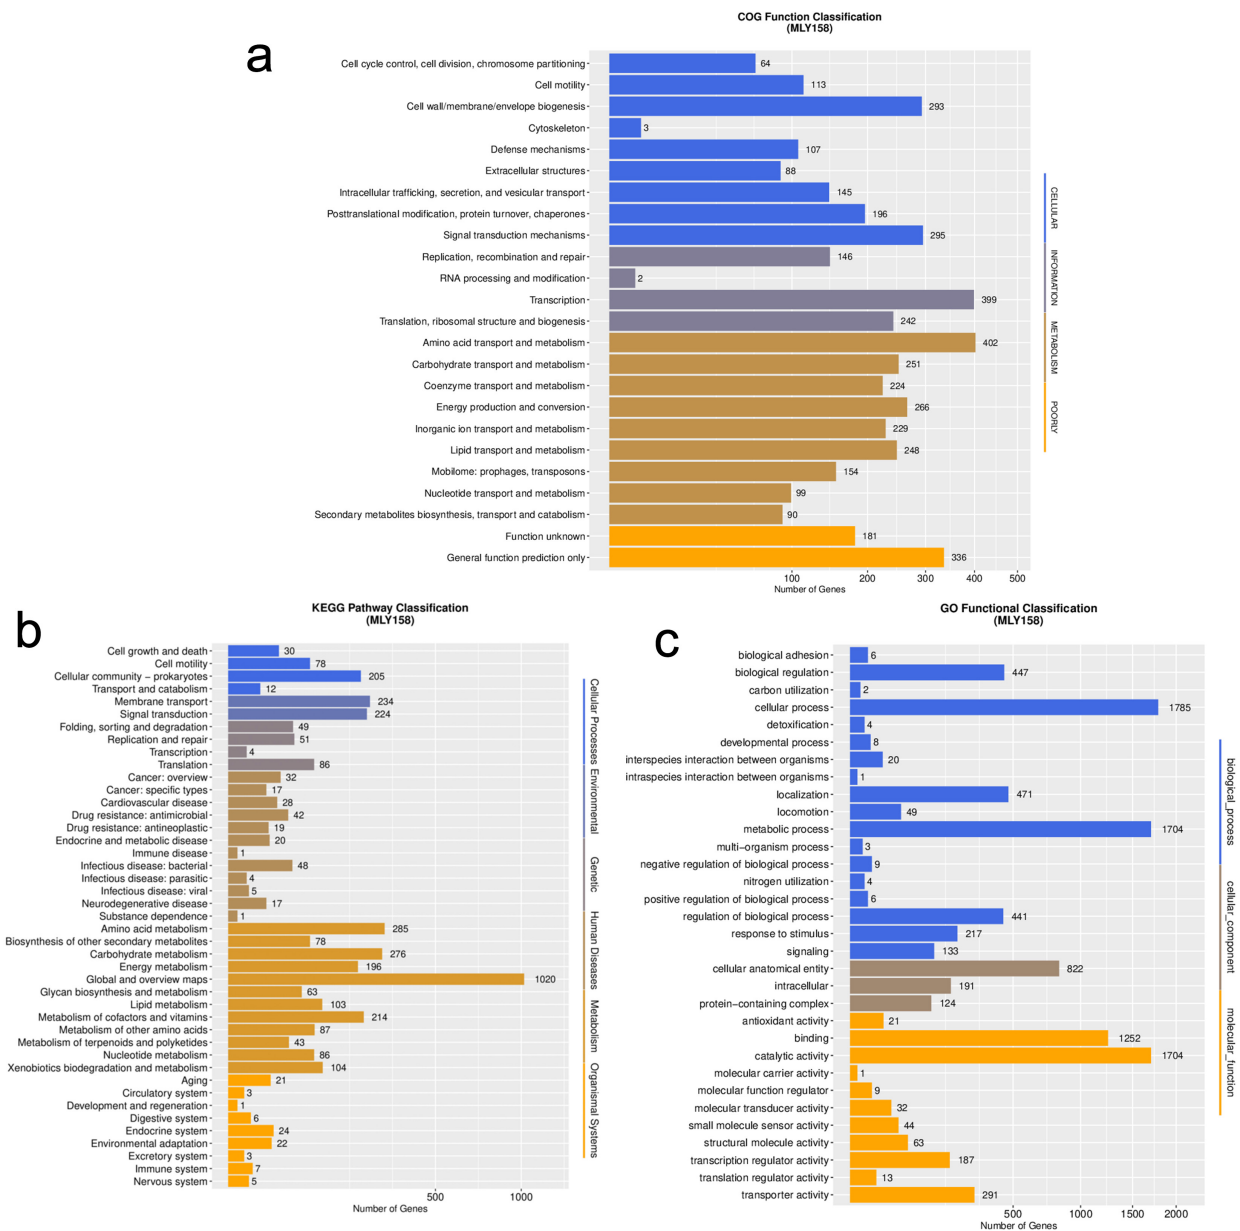 a
COG Function Classification
(MLY158)
Cell cycle control, cell division, chromosome partitioning 64
Cell motility 113
Cell wall/membrane/envelope biogenesis 293
Cytoskeleton 3
Defense mechanisms 107
Extracellular structures 88
Intracellular trafficking, secretion, and vesicular transport 145
Posttranslational modification, protein turnover, chaperones 196
Signal transduction mechanisms 295
Replication, recombination and repair 146
RNA processing and modification 2
Transcription 399
Translation, ribosomal structure and biogenesis 242
Amino acid transport and metabolism 402
Carbohydrate transport and metabolism 251
Coenzyme transport and metabolism 224
Energy production and conversion 266
Inorganic ion transport and metabolism 229
Lipid transport and metabolism 248
Mobilome: prophages, transposons 154
Nucleotide transport and metabolism 99
Secondary metabolites biosynthesis, transport and catabolism 90
Function unknown 181
General function prediction only 336
100 200 300 400 500
Number of Genes
CELLULAR
INFORMATION
METABOLISM
POORLY
b
KEGG Pathway Classification
(MLY158)
Cell growth and death 30
Cell motility 78
Cellular community − prokaryotes 205
Transport and catabolism 12
Membrane transport 234
Signal transduction 224
Folding, sorting and degradation 49
Replication and repair 51
Transcription 4
Translation 86
Cancer: overview 32
Cancer: specific types 17
Cardiovascular disease 28
Drug resistance: antimicrobial 42
Drug resistance: antineoplastic 19
Endocrine and metabolic disease 20
Immune disease 1
Infectious disease: bacterial 48
Infectious disease: parasitic 4
Infectious disease: viral 5
Neurodegenerative disease 17
Substance dependence 1
Amino acid metabolism 285
Biosynthesis of other secondary metabolites 78
Carbohydrate metabolism 276
Energy metabolism 196
Global and overview maps 1020
Glycan biosynthesis and metabolism 63
Lipid metabolism 103
Metabolism of cofactors and vitamins 214
Metabolism of other amino acids 87
Metabolism of terpenoids and polyketides 43
Nucleotide metabolism 86
Xenobiotics biodegradation and metabolism 104
Aging 21
Circulatory system 3
Development and regeneration 1
Digestive system 6
Endocrine system 24
Environmental adaptation 22
Excretory system 3
Immune system 7
Nervous system 5
500 1000
Number of Genes
Cellular Processes
Environmental
Genetic
Human Diseases
Metabolism
Organismal Systems
c
GO Functional Classification
(MLY158)
biological adhesion 6
biological regulation 447
carbon utilization 2
cellular process 1785
detoxification 4
developmental process 8
interspecies interaction between organisms 20
intraspecies interaction between organisms 1
localization 471
locomotion 49
metabolic process 1704
multi−organism process 3
negative regulation of biological process 9
nitrogen utilization 4
positive regulation of biological process 6
regulation of biological process 441
response to stimulus 217
signaling 133
cellular anatomical entity 822
intracellular 191
protein−containing complex 124
antioxidant activity 21
binding 1252
catalytic activity 1704
molecular carrier activity 1
molecular function regulator 9
molecular transducer activity 32
small molecule sensor activity 44
structural molecule activity 63
transcription regulator activity 187
translation regulator activity 13
transporter activity 291
500 1000 1500 2000
Number of Genes
biological_process
cellular_component
molecular_function